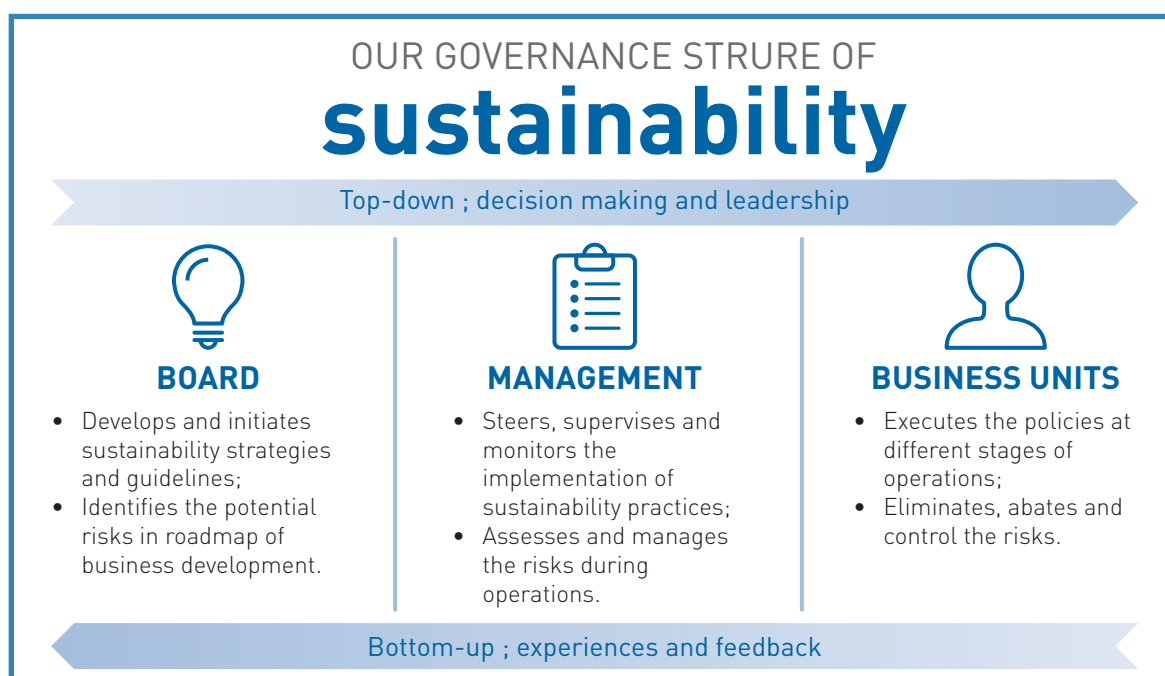 OUR GOVERNANCE STRURE OF
sustainability
Top-down ; decision making and leadership
BOARD
• Develops and initiates
sustainability strategies
and guidelines;
• Identifies the potential
risks in roadmap of
business development.
MANAGEMENT
• Steers, supervises and
monitors the
implementation of
sustainability practices;
• Assesses and manages
the risks during
operations.
BUSINESS UNITS
• Executes the policies at
different stages of
operations;
• Eliminates, abates and
control the risks.
Bottom-up ; experiences and feedback